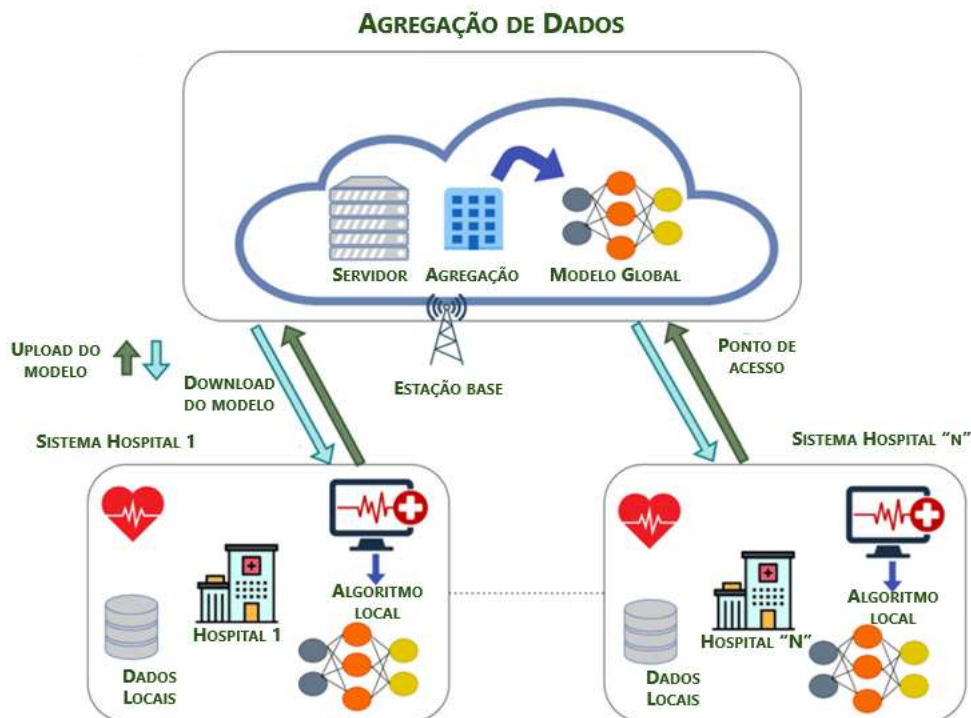 AGREGAÇÃO DE DADOS
SERVIDOR
AGREGAÇÃO
MODELO GLOBAL
UPLOAD DO
MODELO
DOWNLOAD
DO MODELO
ESTAÇÃO BASE
PONTO DE
ACESSO
SISTEMA HOSPITAL 1
SISTEMA HOSPITAL “N”
HOSPITAL 1
ALGORITMO
LOCAL
DADOS
LOCAIS
HOSPITAL “N”
ALGORITMO
LOCAL
DADOS
LOCAIS